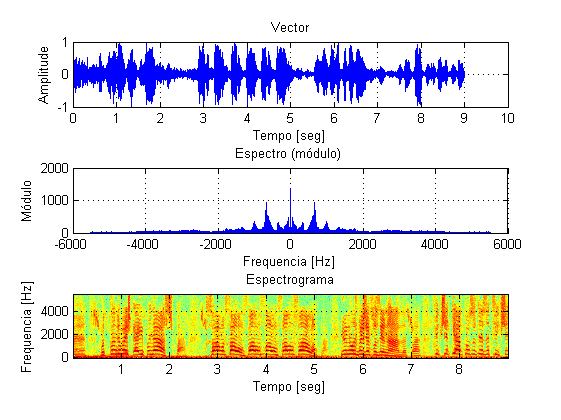 Vector
Amplitude
1
0
-1
0 1 2 3 4 5 6 7 8 9 10
Tempo [seg]
Espectro (módulo)
Módulo
2000
1000
0
-6000 -4000 -2000 0 2000 4000 6000
Frequencia [Hz]
Espectrograma
Frequencia [Hz]
4000
2000
0
1 2 3 4 5 6 7 8
Tempo [seg]